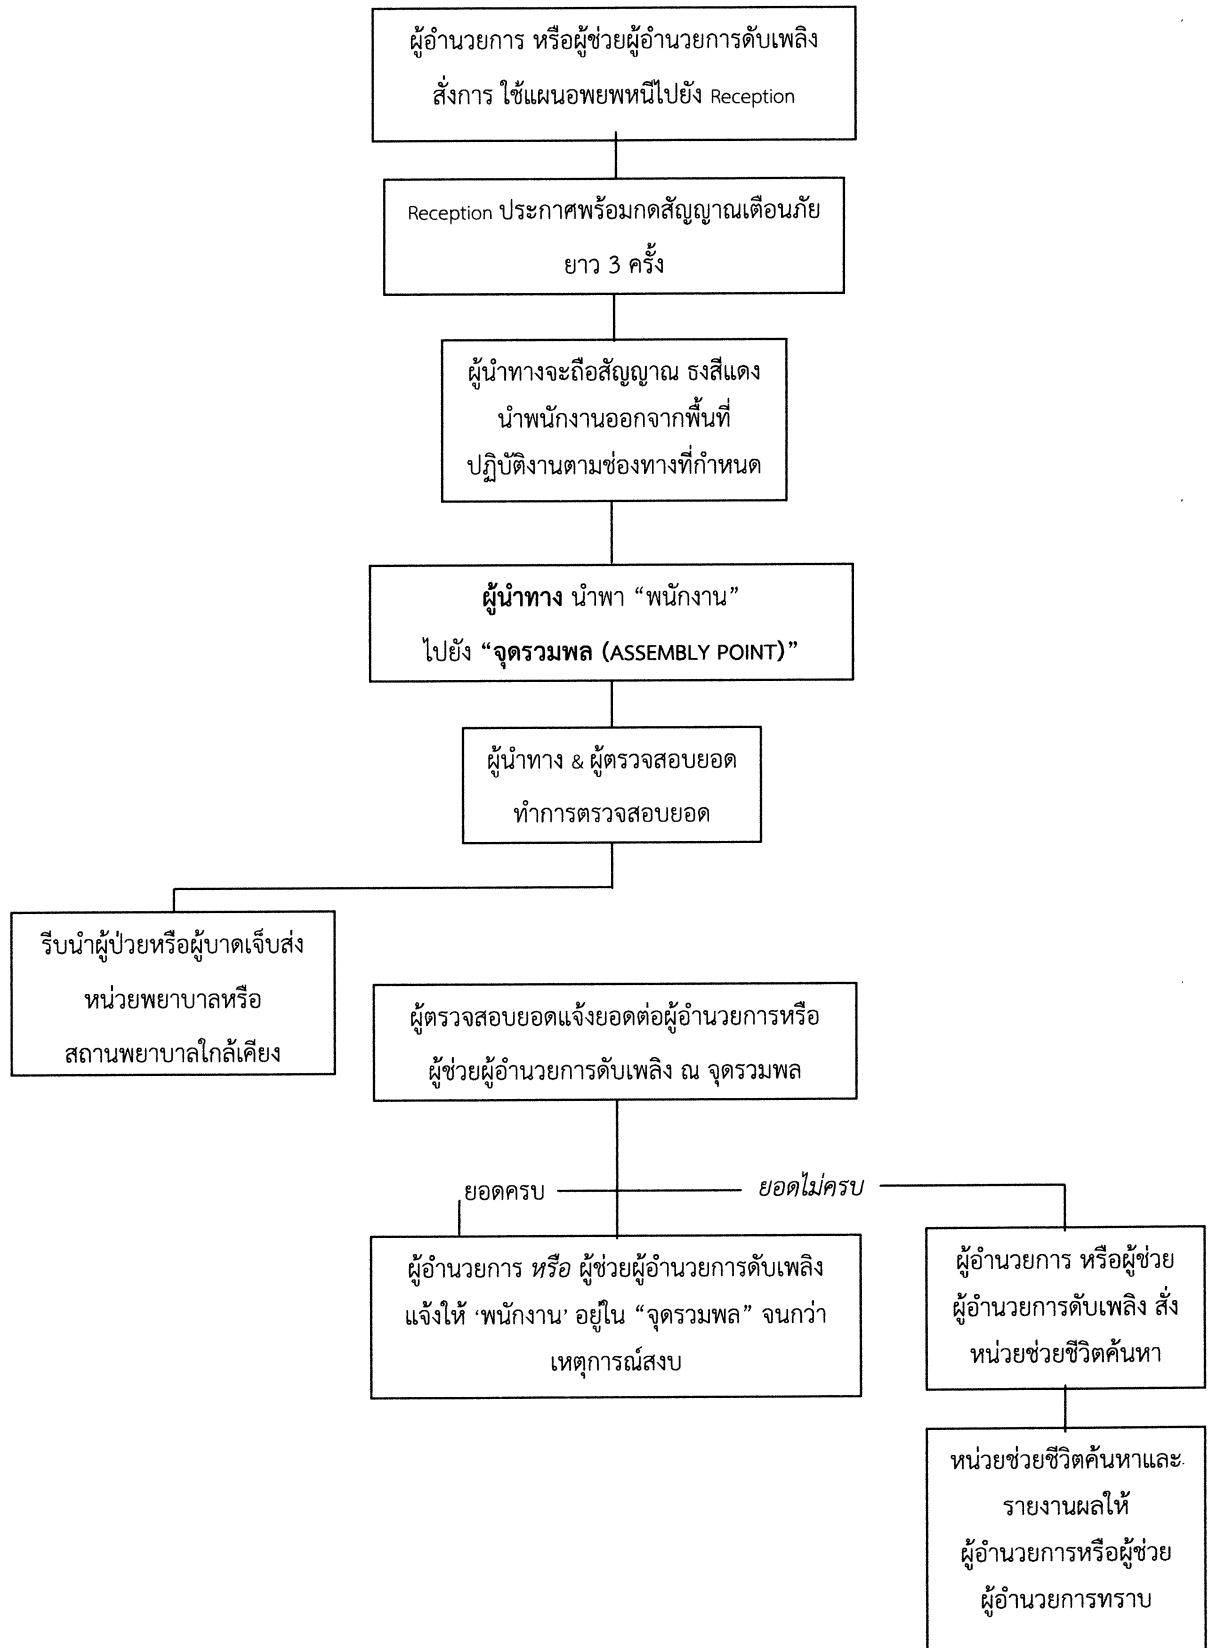 ผู้อำนวยการ หรือผู้ช่วยผู้อำนวยการดับเพลิง
สั่งการ ใช้แผนอพยพหนีไปยัง Reception
Reception ประกาศพร้อมกดสัญญาณเตือนภัย
ยาว 3 ครั้ง
ผู้นำทางจะถือสัญญาณ ธงสีแดง
นำพนักงานออกจากพื้นที่
ปฏิบัติงานตามช่องทางที่กำหนด
ผู้นำทาง นำพา “พนักงาน”
ไปยัง “จุดรวมพล (ASSEMBLY POINT)”
ผู้นำทาง & ผู้ตรวจสอบยอด
ทำการตรวจสอบยอด
รีบนำผู้ป่วยหรือผู้บาดเจ็บส่ง
หน่วยพยาบาลหรือ
สถานพยาบาลใกล้เคียง
ผู้ตรวจสอบยอดแจ้งยอดต่อผู้อำนวยการหรือ
ผู้ช่วยผู้อำนวยการดับเพลิง ณ จุดรวมพล
ยอดครบ
ยอดไม่ครบ
ผู้อำนวยการ หรือ ผู้ช่วยผู้อำนวยการดับเพลิง
แจ้งให้ ‘พนักงาน’ อยู่ใน “จุดรวมพล” จนกว่า
เหตุการณ์สงบ
ผู้อำนวยการ หรือผู้ช่วย
ผู้อำนวยการดับเพลิง สั่ง
หน่วยช่วยชีวิตค้นหา
หน่วยช่วยชีวิตค้นหาและ
รายงานผลให้
ผู้อำนวยการหรือผู้ช่วย
ผู้อำนวยการทราบ